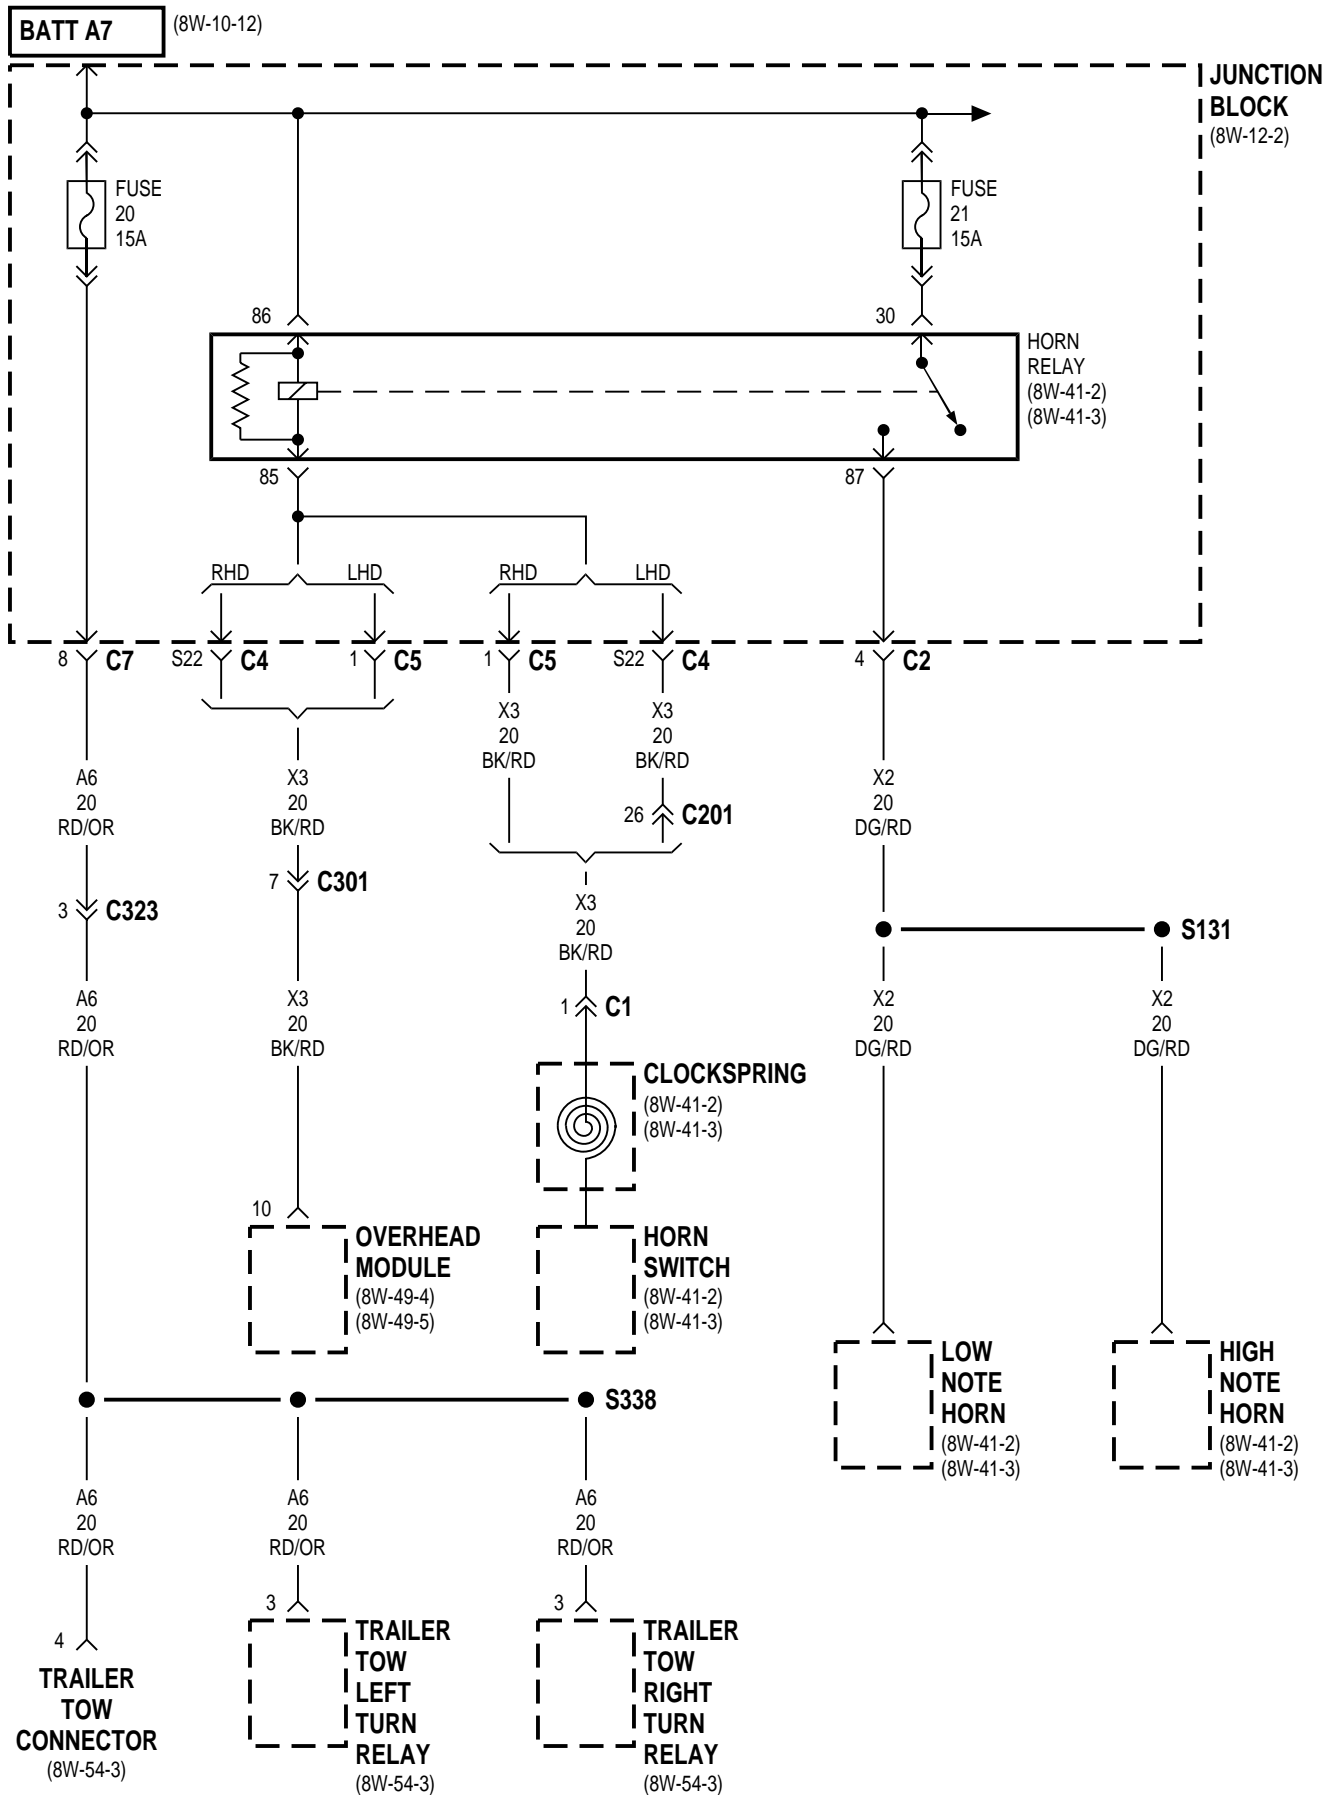 BATT A7
(8W-10-12)
JUNCTION
BLOCK
(8W-12-2)
FUSE
20
15A
FUSE
21
15A
86
30
HORN
RELAY
(8W-41-2)
(8W-41-3)
85
87
RHD
LHD
RHD
LHD
8
C7
S22
C4
1
C5
1
C5
S22
C4
4
C2
X3
20
BK/RD
X3
20
BK/RD
A6
20
RD/OR
X3
20
BK/RD
X2
20
DG/RD
26
C201
7
C301
3
C323
X3
20
BK/RD
S131
A6
20
RD/OR
X3
20
BK/RD
1
C1
X2
20
DG/RD
X2
20
DG/RD
CLOCKSPRING
(8W-41-2)
(8W-41-3)
10
OVERHEAD
MODULE
(8W-49-4)
(8W-49-5)
HORN
SWITCH
(8W-41-2)
(8W-41-3)
LOW
NOTE
HORN
(8W-41-2)
(8W-41-3)
HIGH
NOTE
HORN
(8W-41-2)
(8W-41-3)
S338
A6
20
RD/OR
A6
20
RD/OR
A6
20
RD/OR
4
TRAILER
TOW
CONNECTOR
(8W-54-3)
3
TRAILER
TOW
LEFT
TURN
RELAY
(8W-54-3)
3
TRAILER
TOW
RIGHT
TURN
RELAY
(8W-54-3)